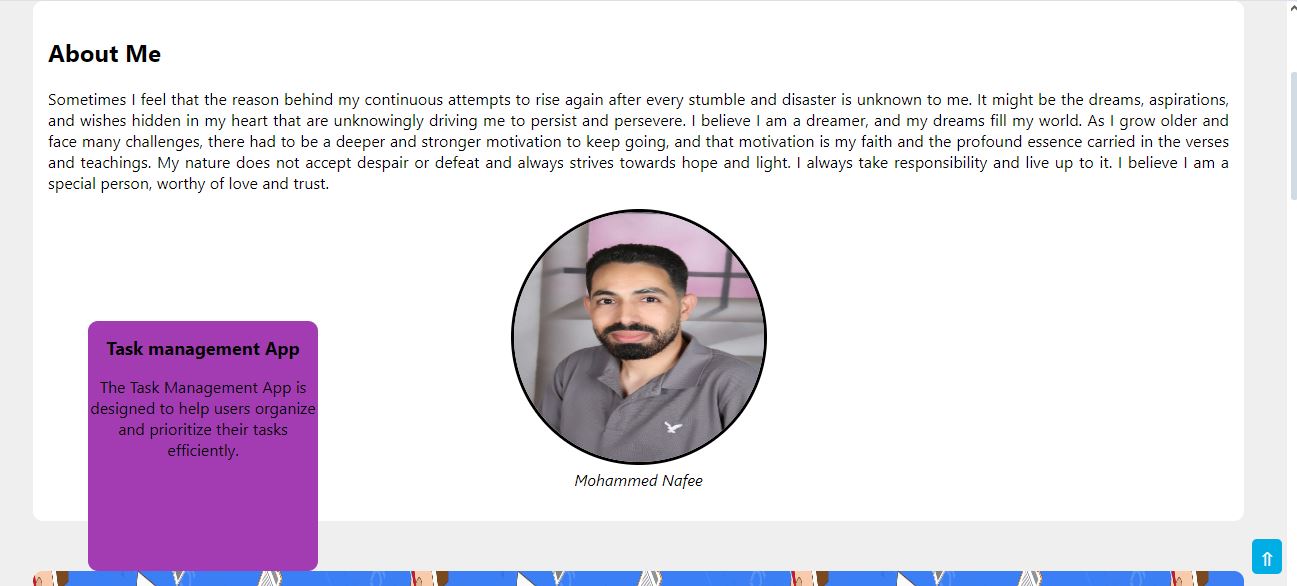 About Me
Sometimes I feel that the reason behind my continuous attempts to rise again after every stumble and disaster is unknown to me. It might be the dreams, aspirations,
and wishes hidden in my heart that are unknowingly driving me to persist and persevere. I believe I am a dreamer, and my dreams fill my world. As I grow older and
face many challenges, there had to be a deeper and stronger motivation to keep going, and that motivation is my faith and the profound essence carried in the verses
and teachings. My nature does not accept despair or defeat and always strives towards hope and light. I always take responsibility and live up to it. I believe I am a
special person, worthy of love and trust.
Task management App
The Task Management App is
designed to help users organize
and prioritize their tasks
efficiently.
Mohammed Nafee
⇑